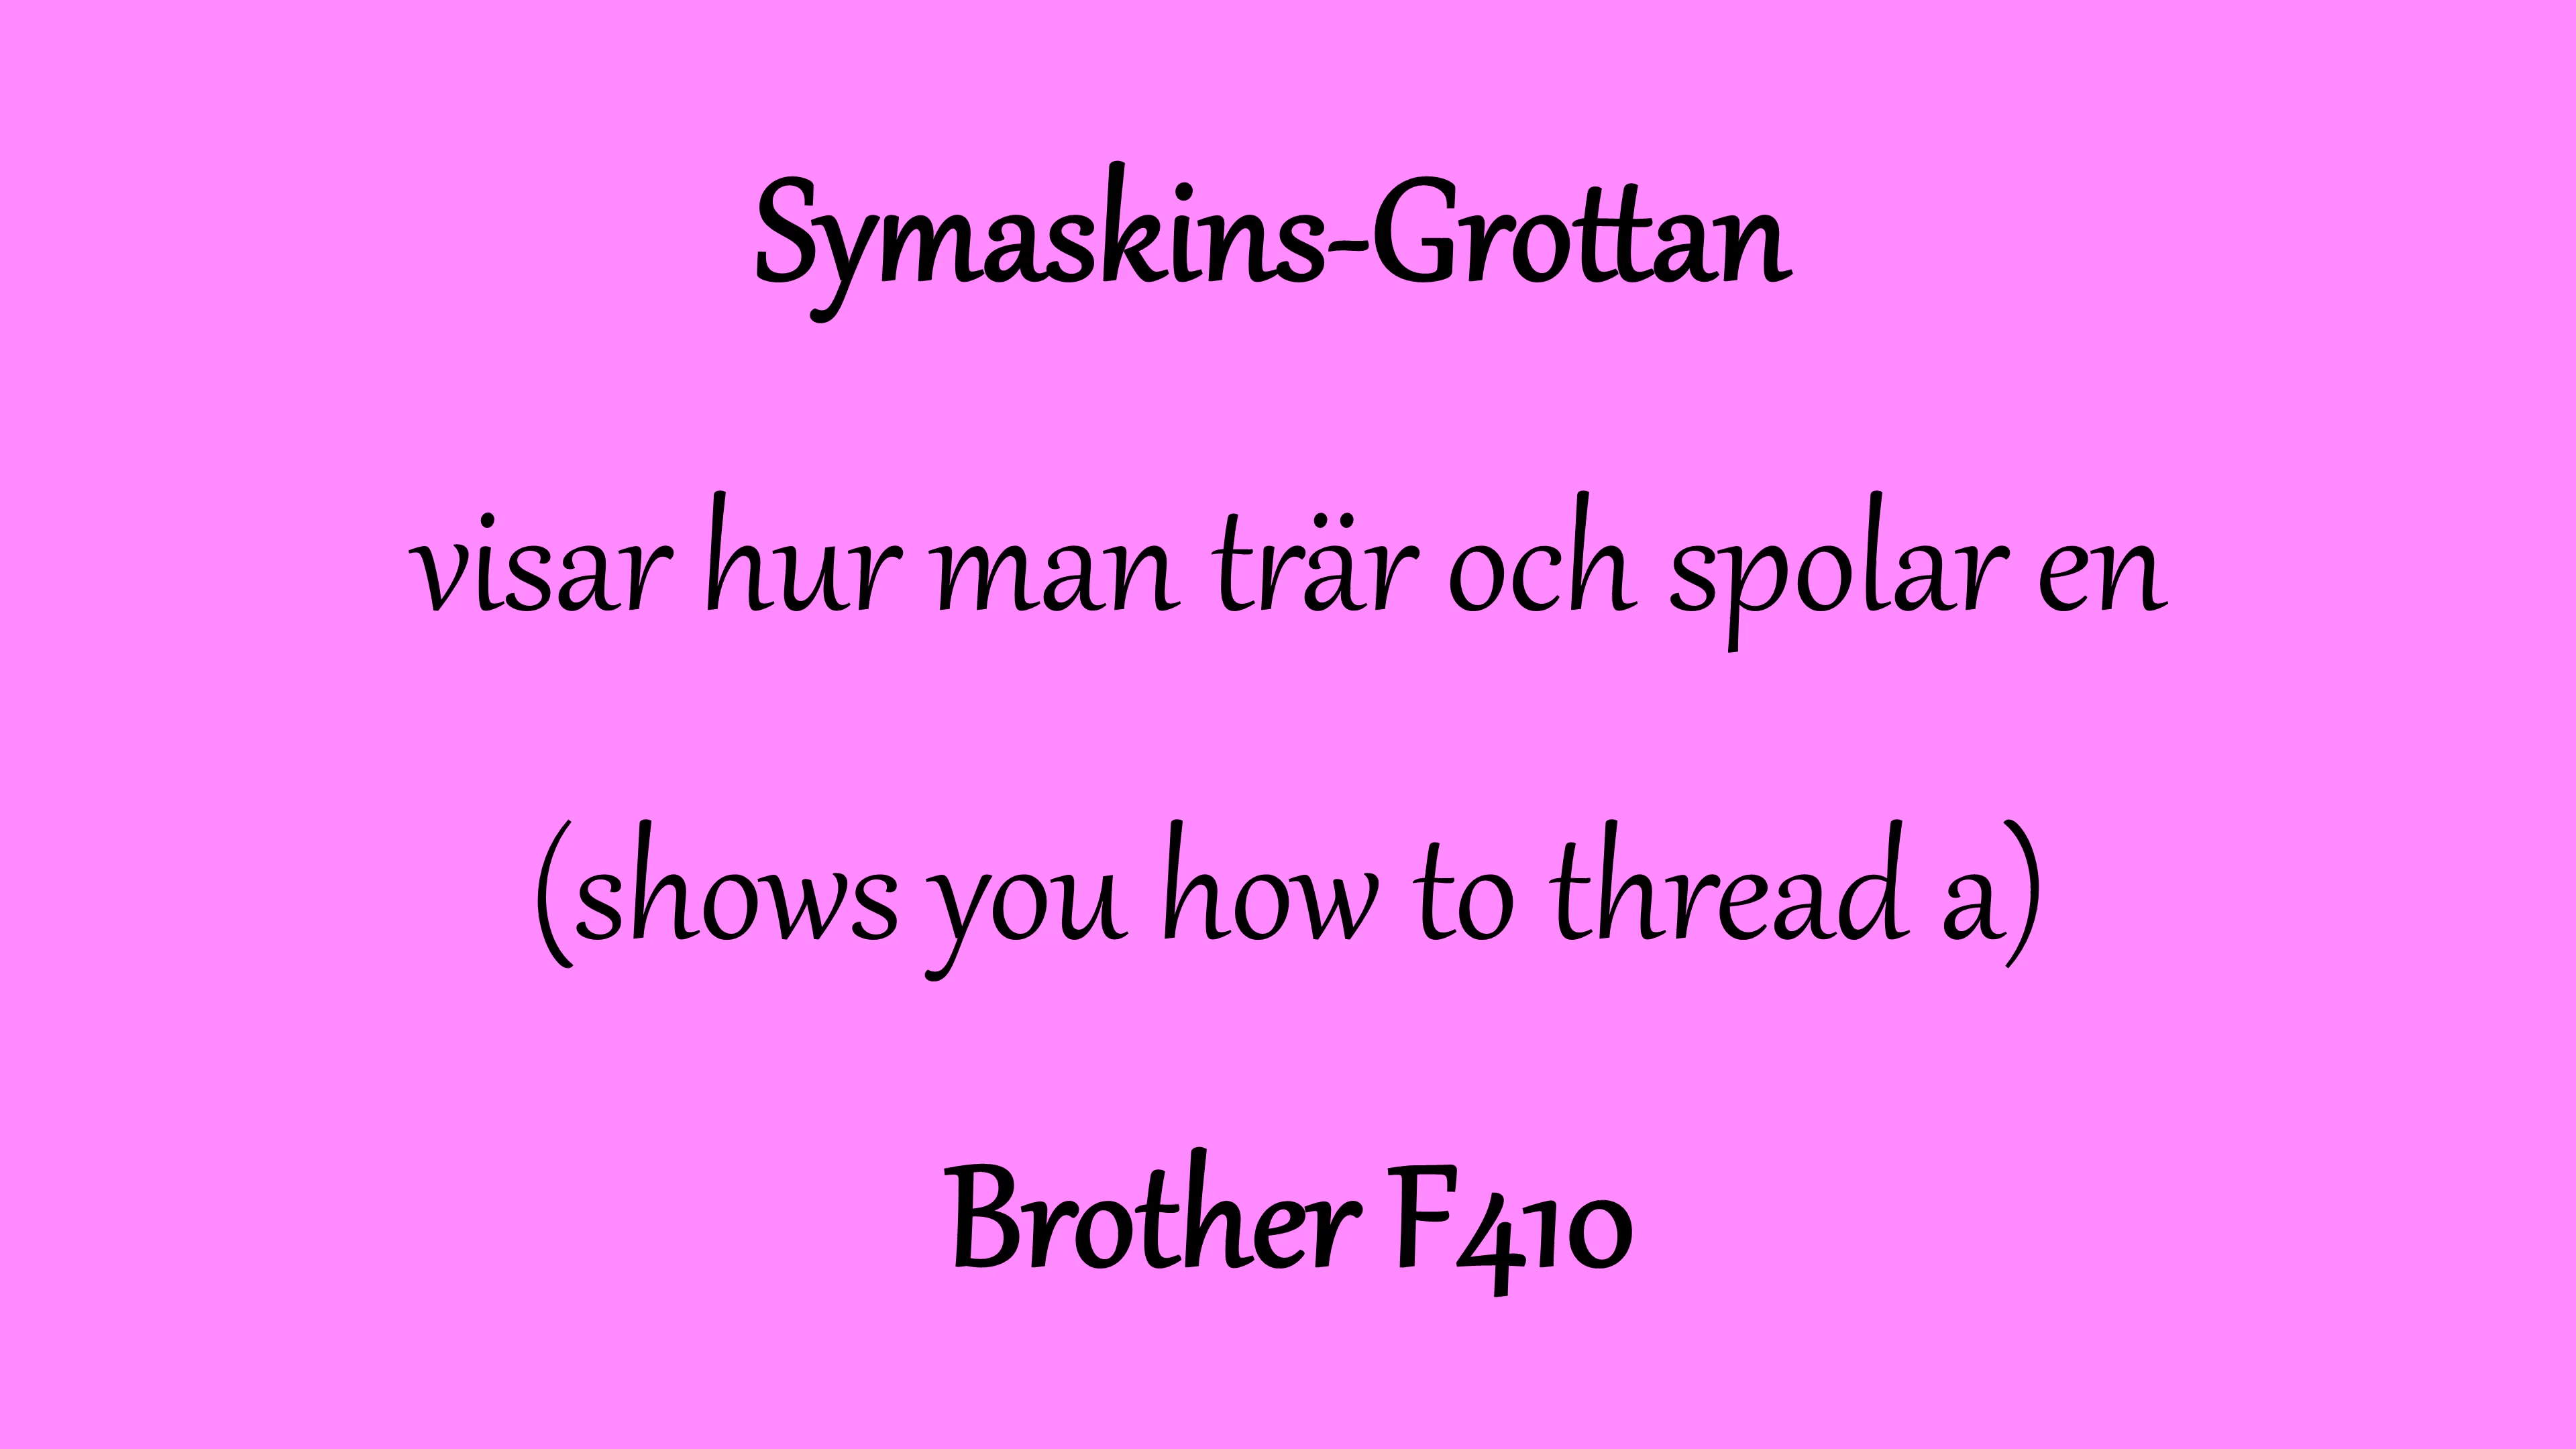 Symaskins-Grottan
visar hur man trär och spolar en
(shows you how to thread a)
Brother F410